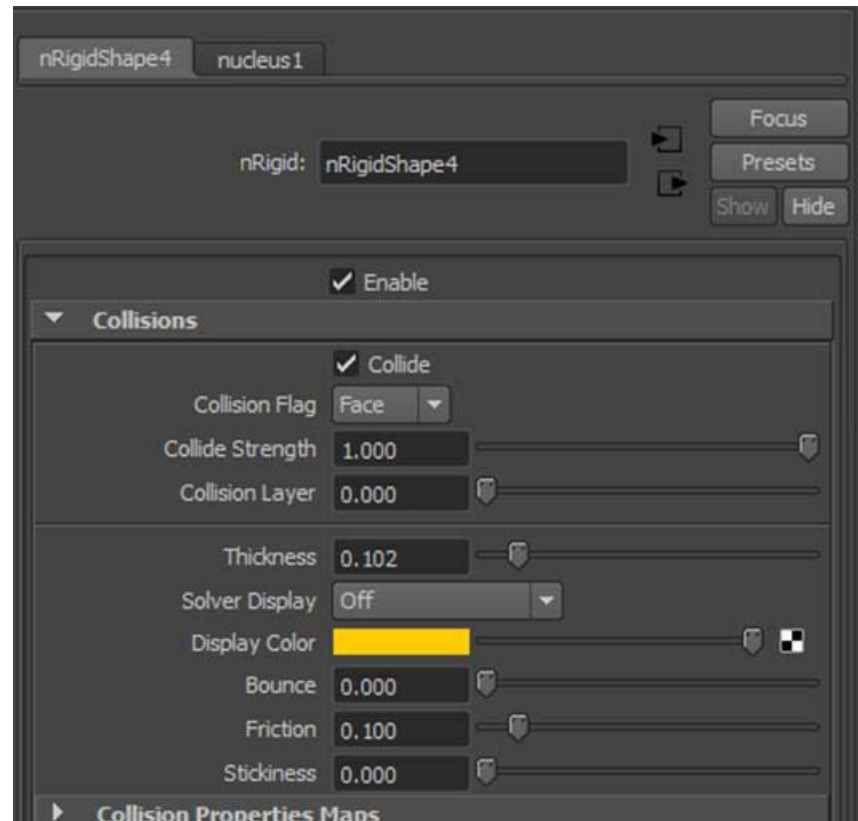 nRigidShape4 nucleus1
Focus
nRigid: nRigidShape4 Presets
Show Hide
Enable
Collisions
Collide
Collision Flag Face
Collide Strength 1.000
Collision Layer 0.000
Thickness 0.102
Solver Display Off
Display Color
Bounce 0.000
Friction 0.100
Stickiness 0.000
Collision Properties Maps